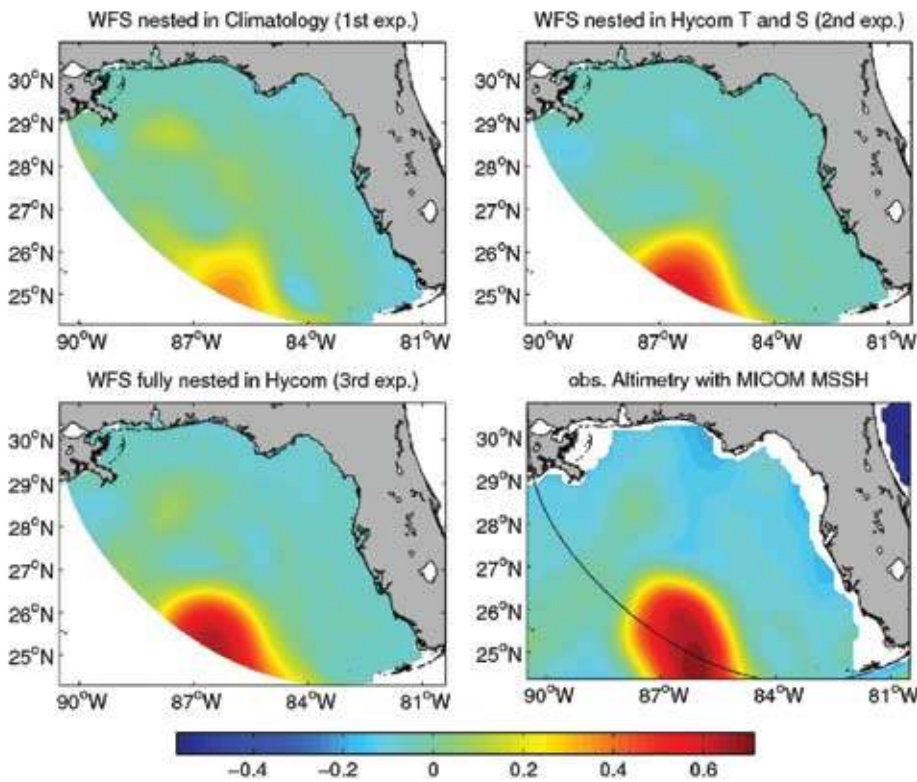 WFS nested in Climatology (1st exp.)
WFS nested in Hycom T and S (2nd exp.)
30°N
29°N
28°N
27°N
26°N
25°N
90°W 87°W 84°W 81°W
30°N
29°N
28°N
27°N
26°N
25°N
90°W 87°W 84°W 81°W
WFS fully nested in Hycom (3rd exp.)
obs. Altimetry with MICOM MSSH
30°N
29°N
28°N
27°N
26°N
25°N
90°W 87°W 84°W 81°W
30°N
29°N
28°N
27°N
26°N
25°N
90°W 87°W 84°W 81°W
−0.4 −0.2 0 0.2 0.4 0.6